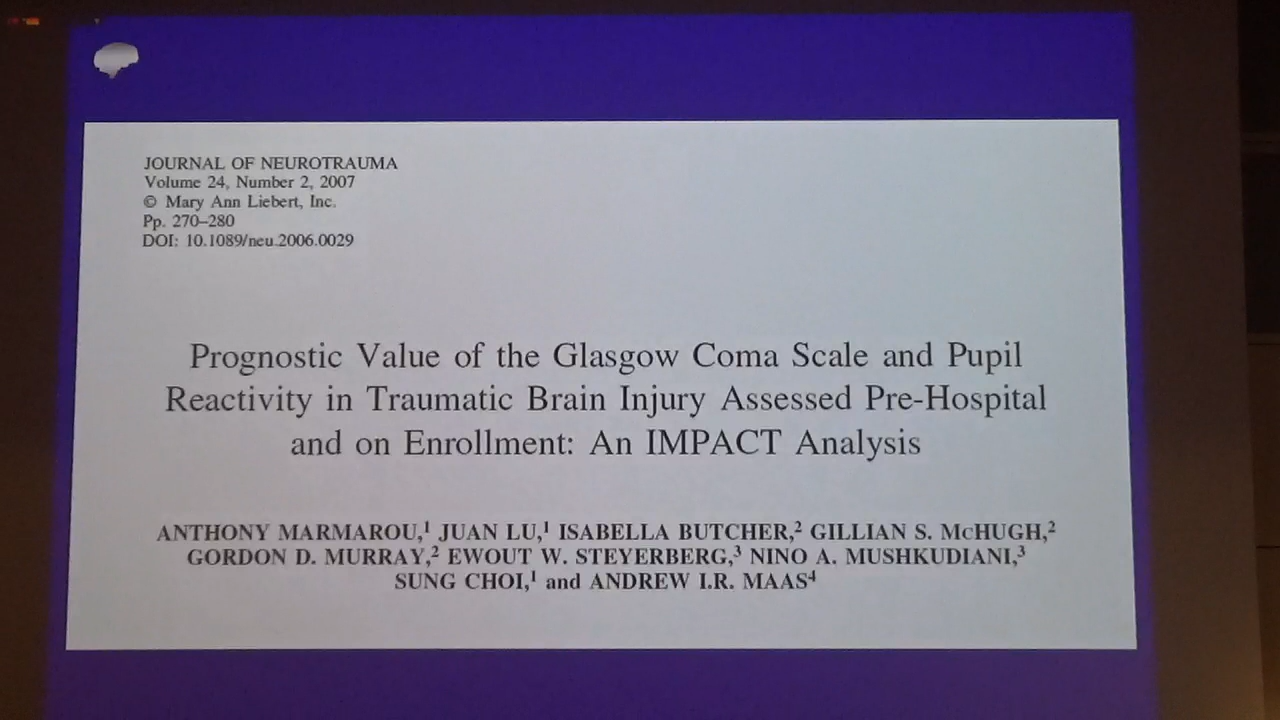 JOURNAL OF NEUROTRAUMA
Volume 24, Number 2, 2007
© Mary Ann Liebert, Inc.
Pp. 270–280
DOI: 10.1089/neu.2006.0029
Prognostic Value of the Glasgow Coma Scale and Pupil
Reactivity in Traumatic Brain Injury Assessed Pre-Hospital
and on Enrollment: An IMPACT Analysis
ANTHONY MARMAROU,¹ JUAN LU,¹ ISABELLA BUTCHER,² GILLIAN S. McHUGH,²
GORDON D. MURRAY,² EWOUT W. STEYERBERG,³ NINO A. MUSHKUDIANI,³
SUNG CHOI,¹ and ANDREW I.R. MAAS⁴